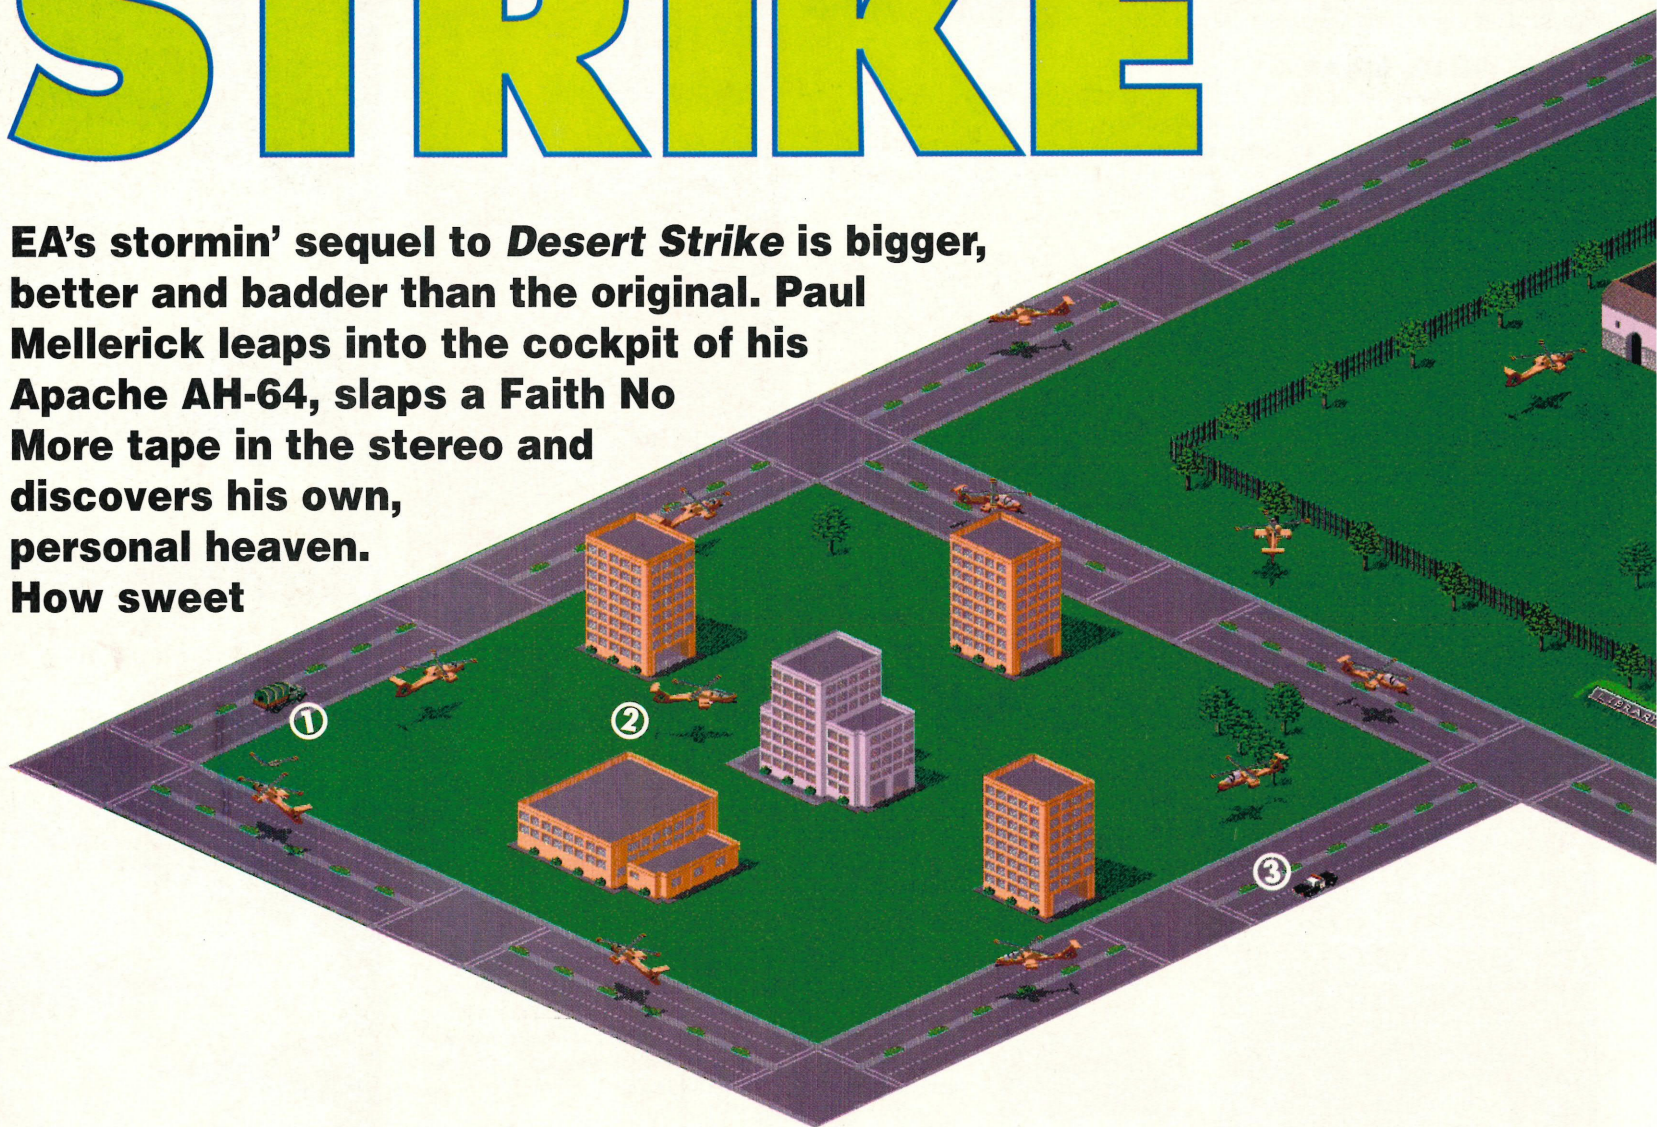 STRIKE
EA's stormin' sequel to Desert Strike is bigger,
better and badder than the original. Paul
Mellerick leaps into the cockpit of his
Apache AH-64, slaps a Faith No
More tape in the stereo and
discovers his own,
personal heaven.
How sweet
1
2
3
LIBRARY